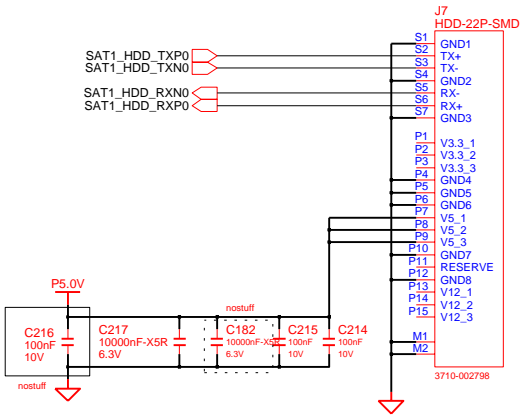 J7
HDD-22P-SMD
SAT1_HDD_TXP0
SAT1_HDD_TXN0
SAT1_HDD_RXN0
SAT1_HDD_RXP0
S1 GND1
S2 TX+
S3 TX-
S4 GND2
S5 RX-
S6 RX+
S7 GND3
P1 V3.3_1
P2 V3.3_2
P3 V3.3_3
P4 GND4
P5 GND5
P6 GND6
P7 V5_1
P8 V5_2
P9 V5_3
P10 GND7
P11 RESERVE
P12 GND8
P13 V12_1
P14 V12_2
P15 V12_3
M1
M2
3710-002798
P5.0V
nostuff
C216
100nF
10V
nostuff
C217
10000nF-X5R
6.3V
C182
10000nF-X5R
6.3V
C215
100nF
10V
C214
100nF
10V